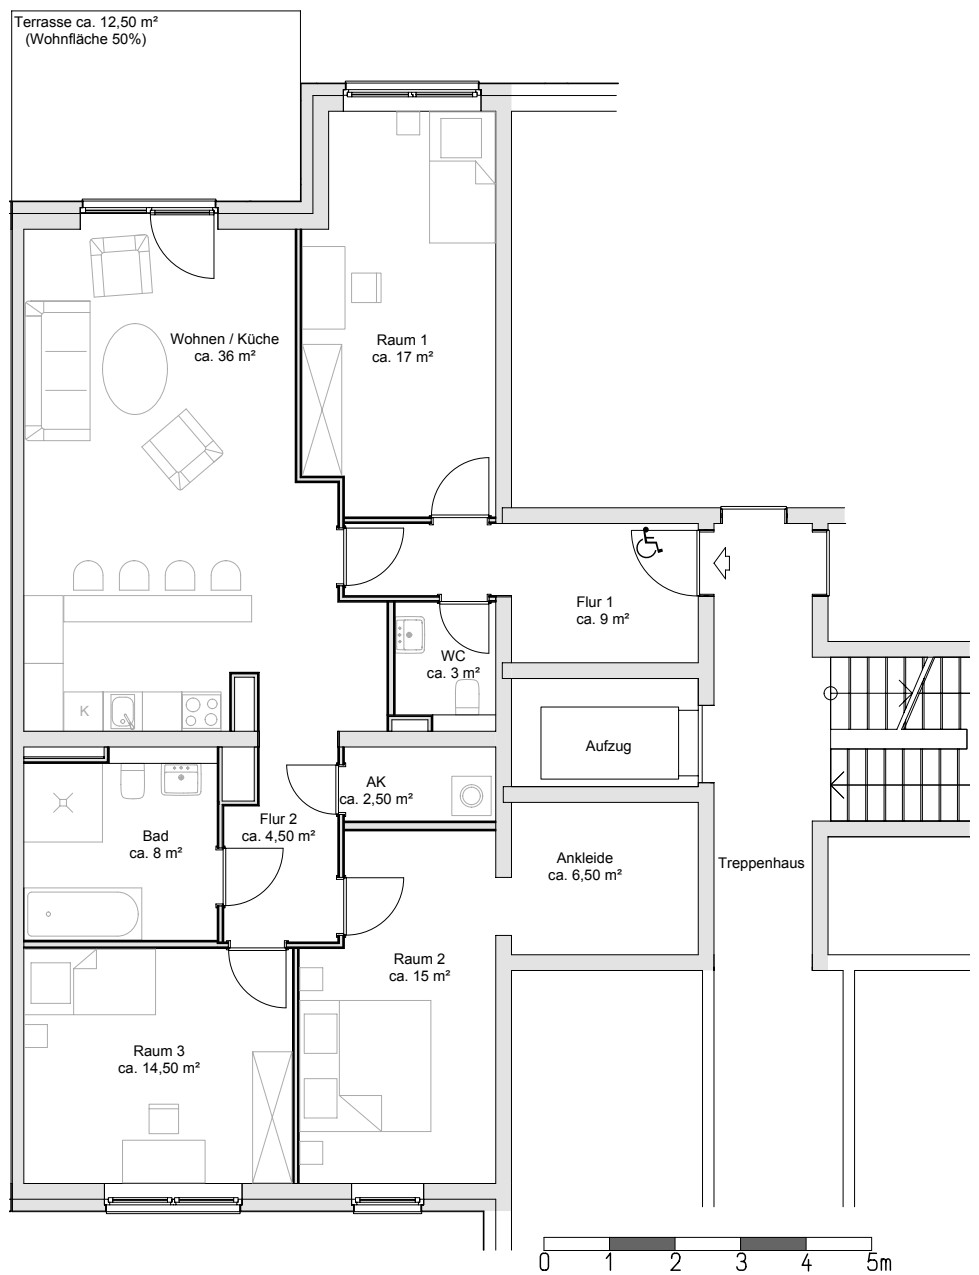 Terrasse ca. 12,50 m²
(Wohnfläche 50%)
Wohnen / Küche
ca. 36 m²
Raum 1
ca. 17 m²
Flur 1
ca. 9 m²
WC
ca. 3 m²
K
Aufzug
AK
ca. 2,50 m²
Flur 2
ca. 4,50 m²
Bad
ca. 8 m²
Ankleide
ca. 6,50 m²
Treppenhaus
Raum 2
ca. 15 m²
Raum 3
ca. 14,50 m²
0 1 2 3 4 5m